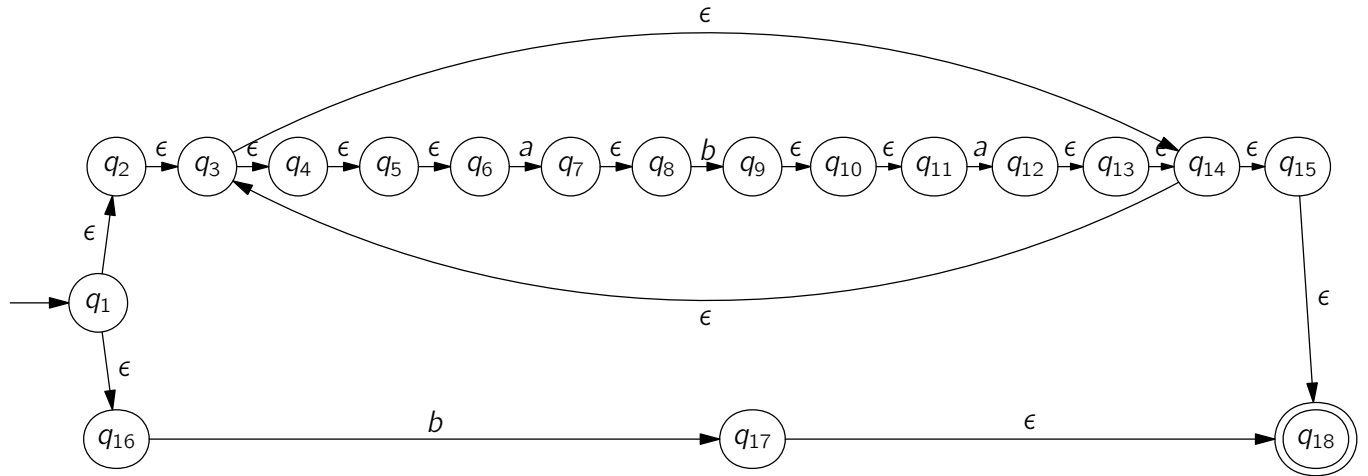 ϵ
q₂ ϵ q₃ ϵ q₄ ϵ q₅ ϵ q₆ a q₇ ϵ q₈ b q₉ ϵ q₁₀ ϵ q₁₁ a q₁₂ ϵ q₁₃ ϵ q₁₄ ϵ q₁₅
ϵ
q₁
ϵ
ϵ
ϵ
q₁₆ b q₁₇ ϵ q₁₈